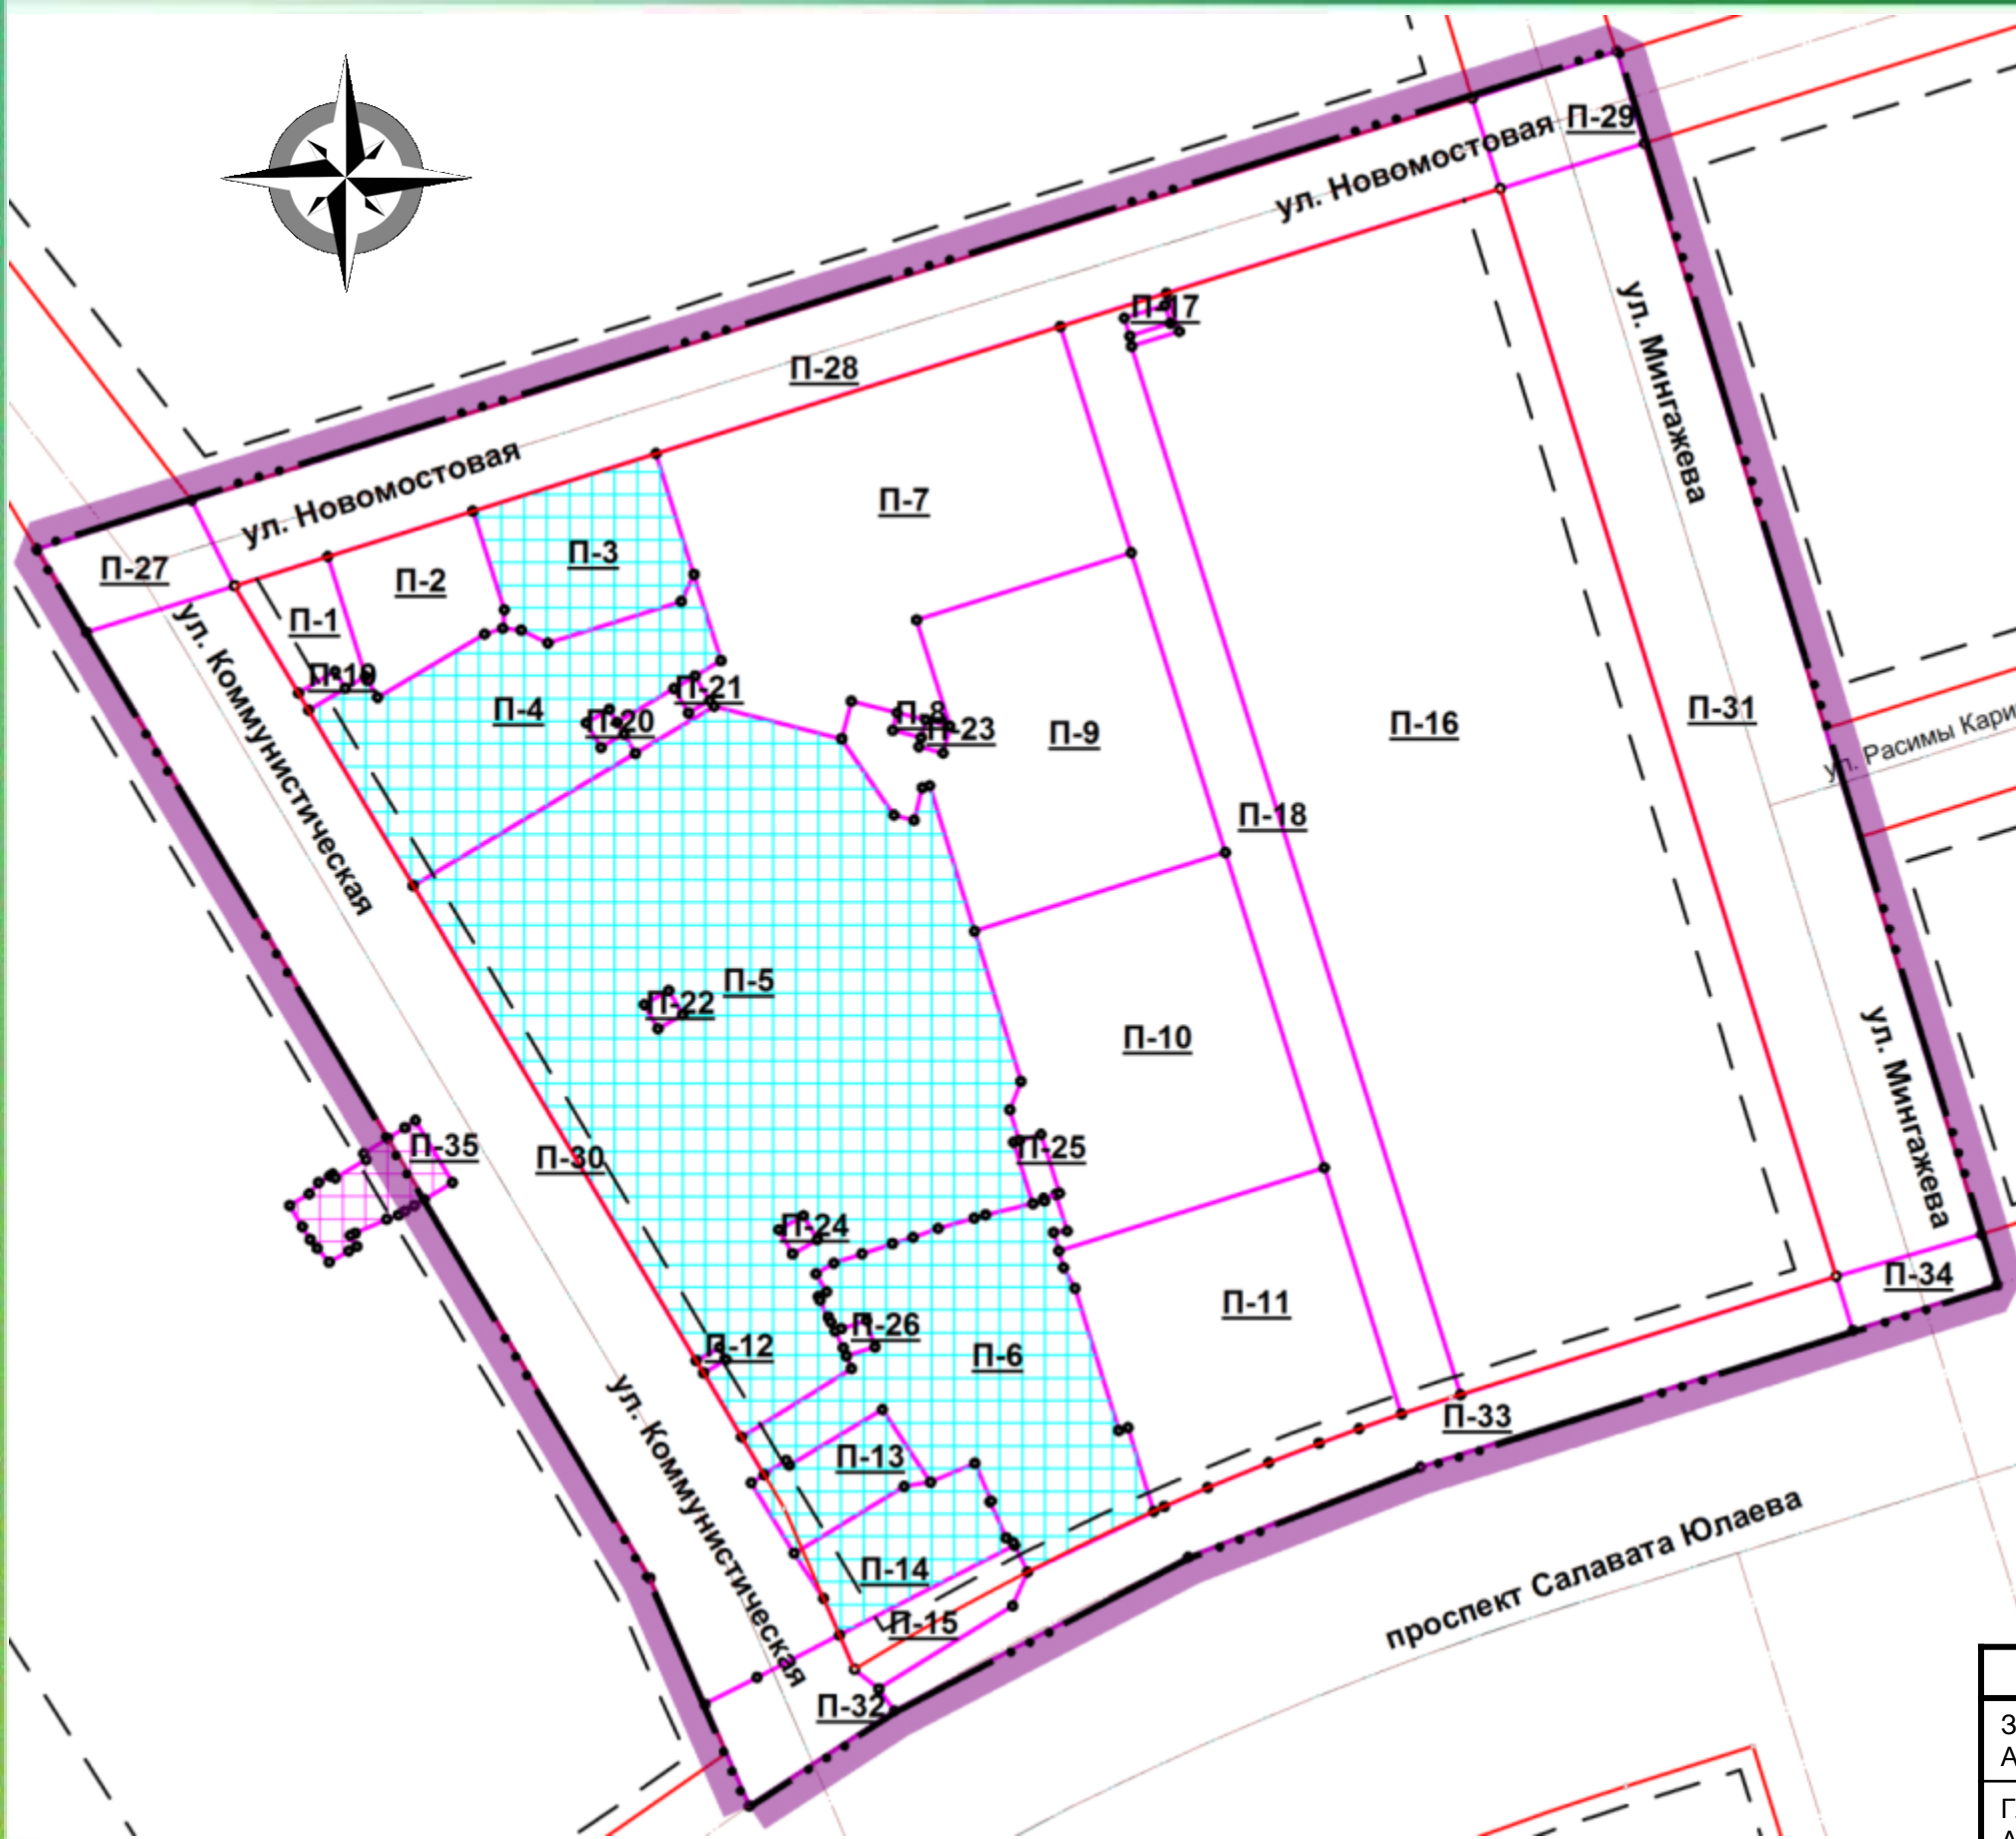 П-29
ул. Новомостовая
П-17
П-28
ул. Мингажева
ул. Новомостовая
П-7
П-3
П-27
П-2
П-1
П-19
П-4
П-21
П-20
П-8
П-23
П-9
П-16
П-31
ул. Расимы Кари
ул. Коммунистическая
П-18
П-5
П-22
П-10
П-35
П-30
П-25
ул. Мингажева
П-24
П-34
П-11
П-26
П-12
П-6
П-33
ул. Коммунистическая
П-13
проспект Салавата Юлаева
П-14
П-15
П-32